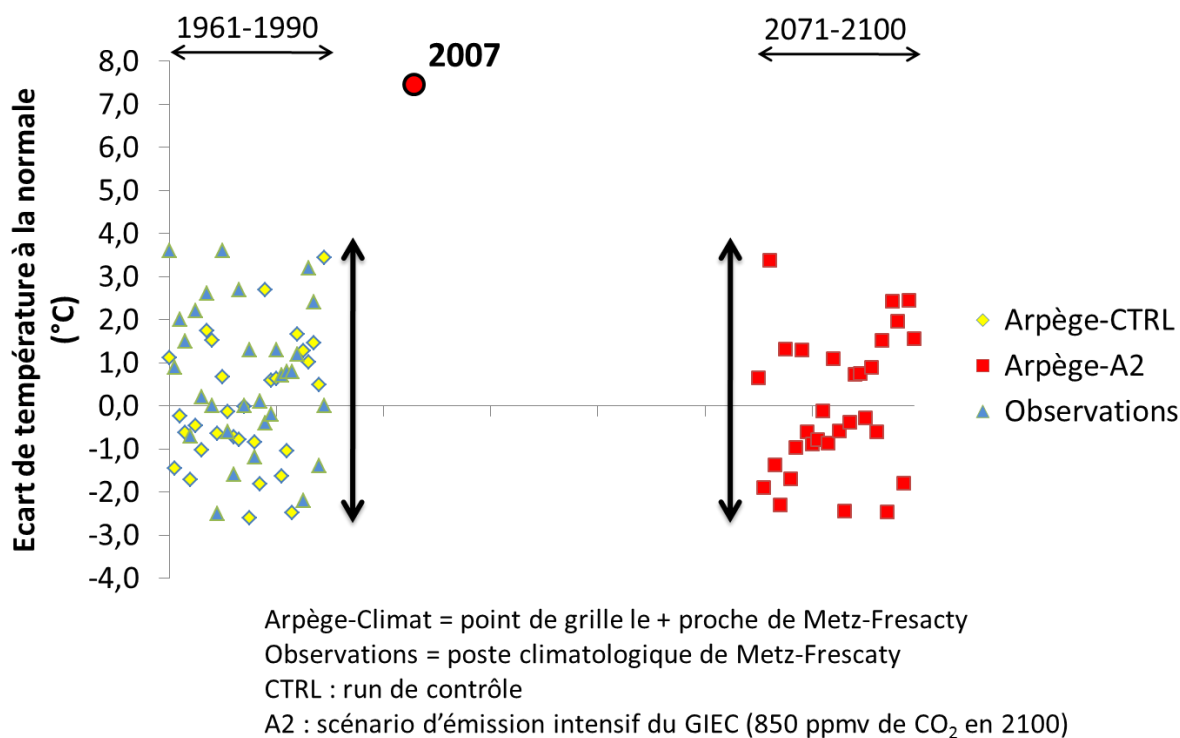 1961-1990
2071-2100
2007
Ecart de température à la normale
(°C)
8,0
7,0
6,0
5,0
4,0
3,0
2,0
1,0
0,0
-1,0
-2,0
-3,0
-4,0
Arpège-CTRL
Arpège-A2
Observations
Arpège-Climat = point de grille le + proche de Metz-Fresacty
Observations = poste climatologique de Metz-Frescaty
CTRL : run de contrôle
A2 : scénario d’émission intensif du GIEC (850 ppmv de CO₂ en 2100)